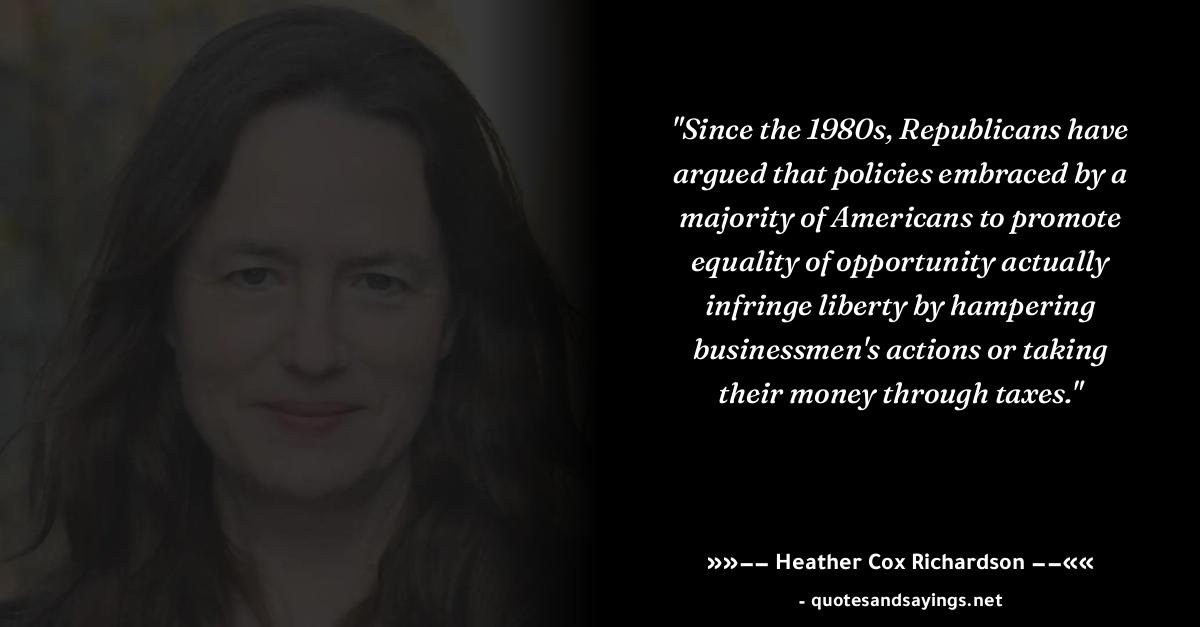 "Since the 1980s, Republicans have
argued that policies embraced by a
majority of Americans to promote
equality of opportunity actually
infringe liberty by hampering
businessmen's actions or taking
their money through taxes."
»»−− Heather Cox Richardson −−««
- quotesandsayings.net